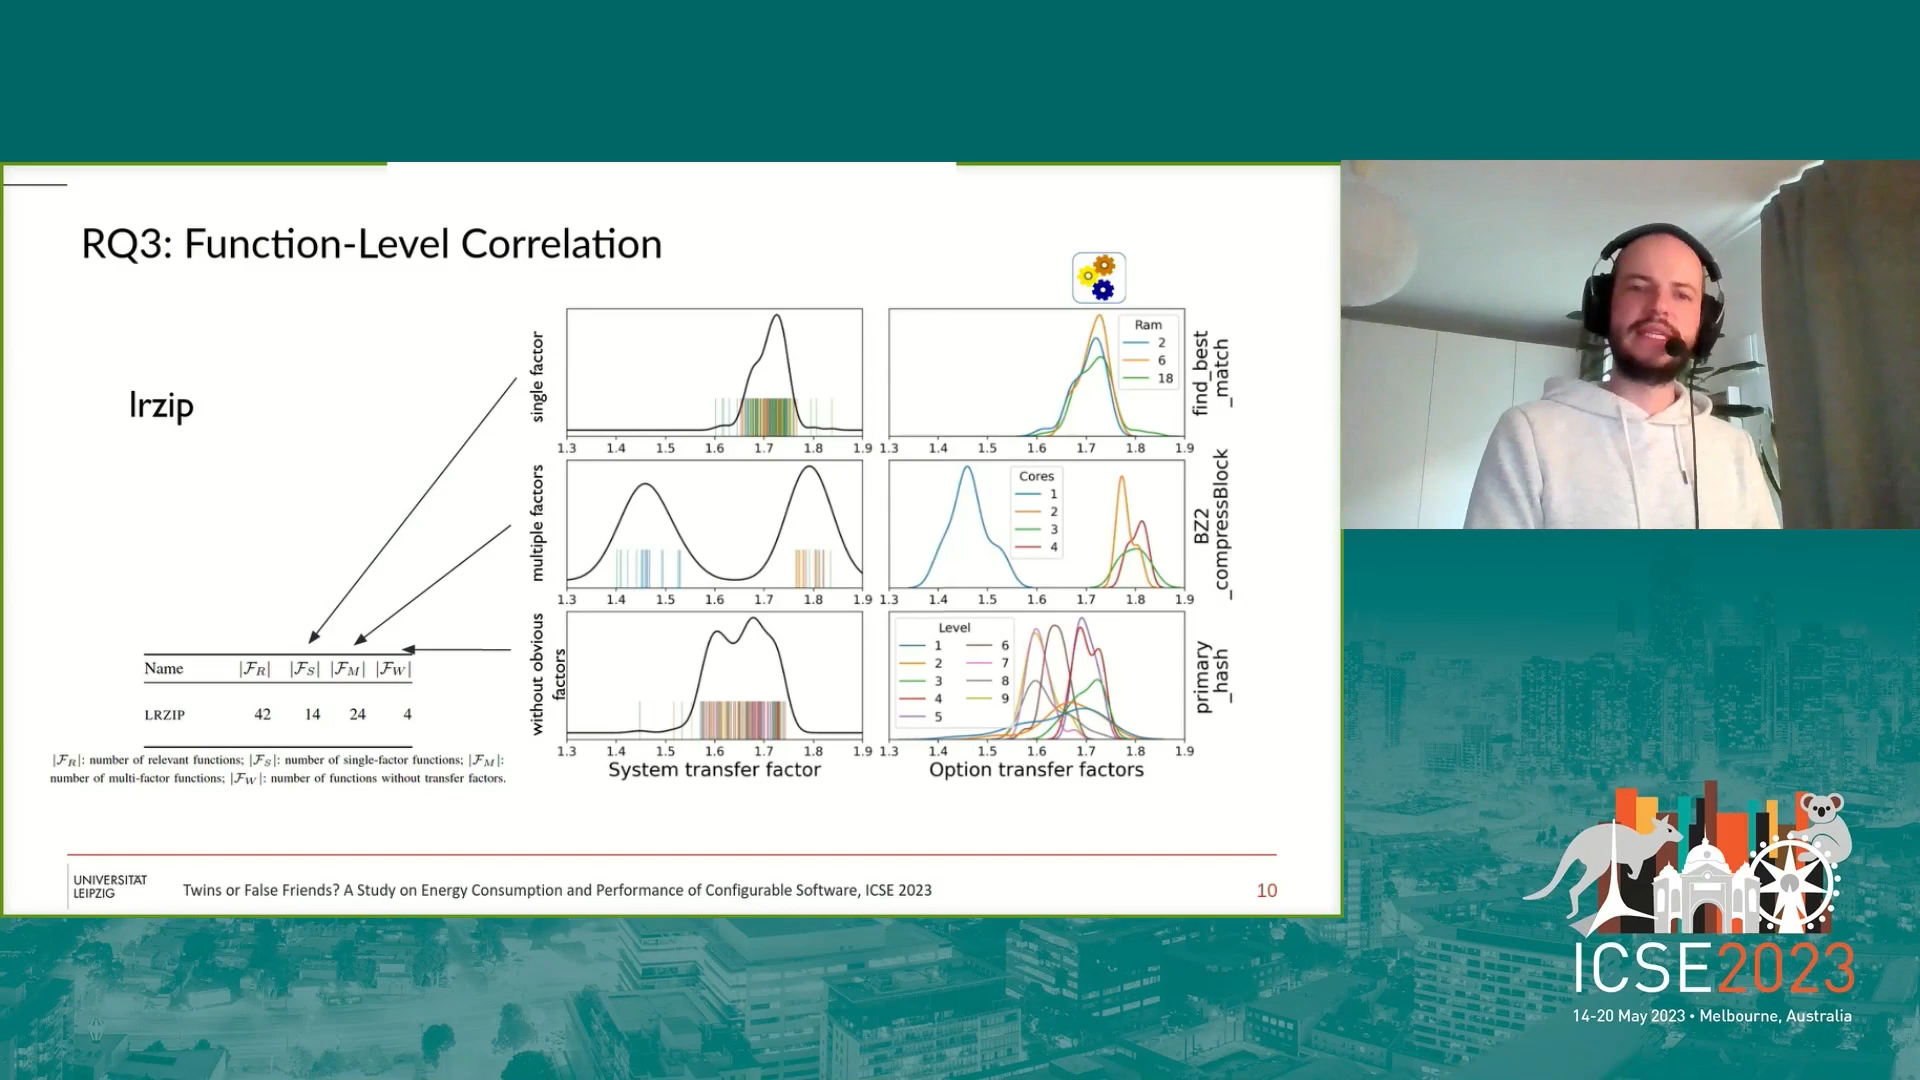 RQ3: Function-Level Correlation
lrzip
single factor
1.3 1.4 1.5 1.6 1.7 1.8 1.9
Ram
2
6
18
1.3 1.4 1.5 1.6 1.7 1.8 1.9
find_best
_match
multiple factors
1.3 1.4 1.5 1.6 1.7 1.8 1.9
Cores
1
2
3
4
1.3 1.4 1.5 1.6 1.7 1.8 1.9
BZ2
_compressBlock
without obvious
factors
1.3 1.4 1.5 1.6 1.7 1.8 1.9
System transfer factor
Level
1 6
2 7
3 8
4 9
5
1.3 1.4 1.5 1.6 1.7 1.8 1.9
Option transfer factors
primary
_hash
Name |F_R| |F_S| |F_M| |F_W|
LRZIP 42 14 24 4
|F_R|: number of relevant functions; |F_S|: number of single-factor functions; |F_M|:
number of multi-factor functions; |F_W|: number of functions without transfer factors.
UNIVERSITÄT
LEIPZIG
Twins or False Friends? A Study on Energy Consumption and Performance of Configurable Software, ICSE 2023
10
ICSE2023
14-20 May 2023 • Melbourne, Australia